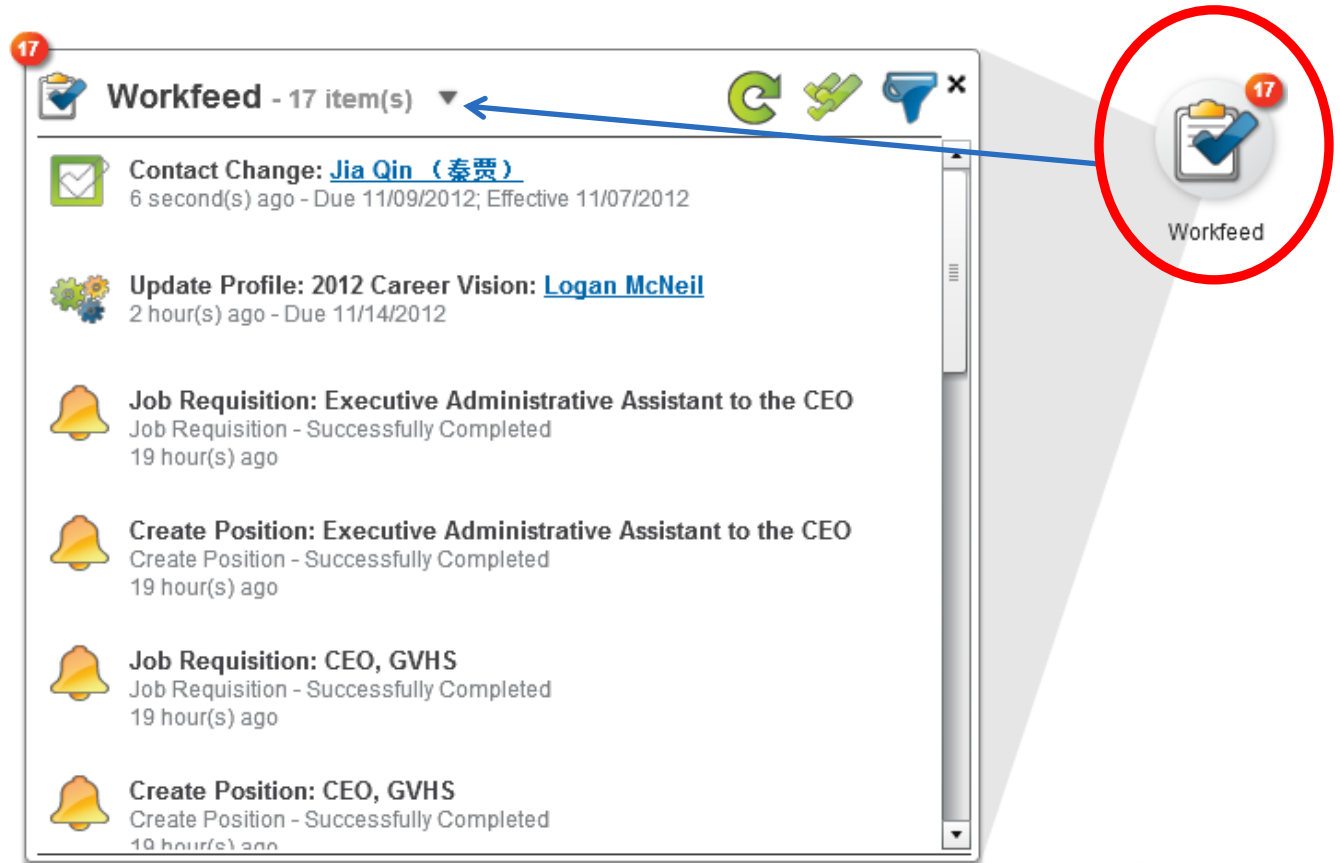 17
Workfeed - 17 item(s)
Contact Change: Jia Qin （秦贾）
6 second(s) ago - Due 11/09/2012; Effective 11/07/2012
Update Profile: 2012 Career Vision: Logan McNeil
2 hour(s) ago - Due 11/14/2012
Job Requisition: Executive Administrative Assistant to the CEO
Job Requisition - Successfully Completed
19 hour(s) ago
Create Position: Executive Administrative Assistant to the CEO
Create Position - Successfully Completed
19 hour(s) ago
Job Requisition: CEO, GVHS
Job Requisition - Successfully Completed
19 hour(s) ago
Create Position: CEO, GVHS
Create Position - Successfully Completed
19 hour(s) ago
17
Workfeed